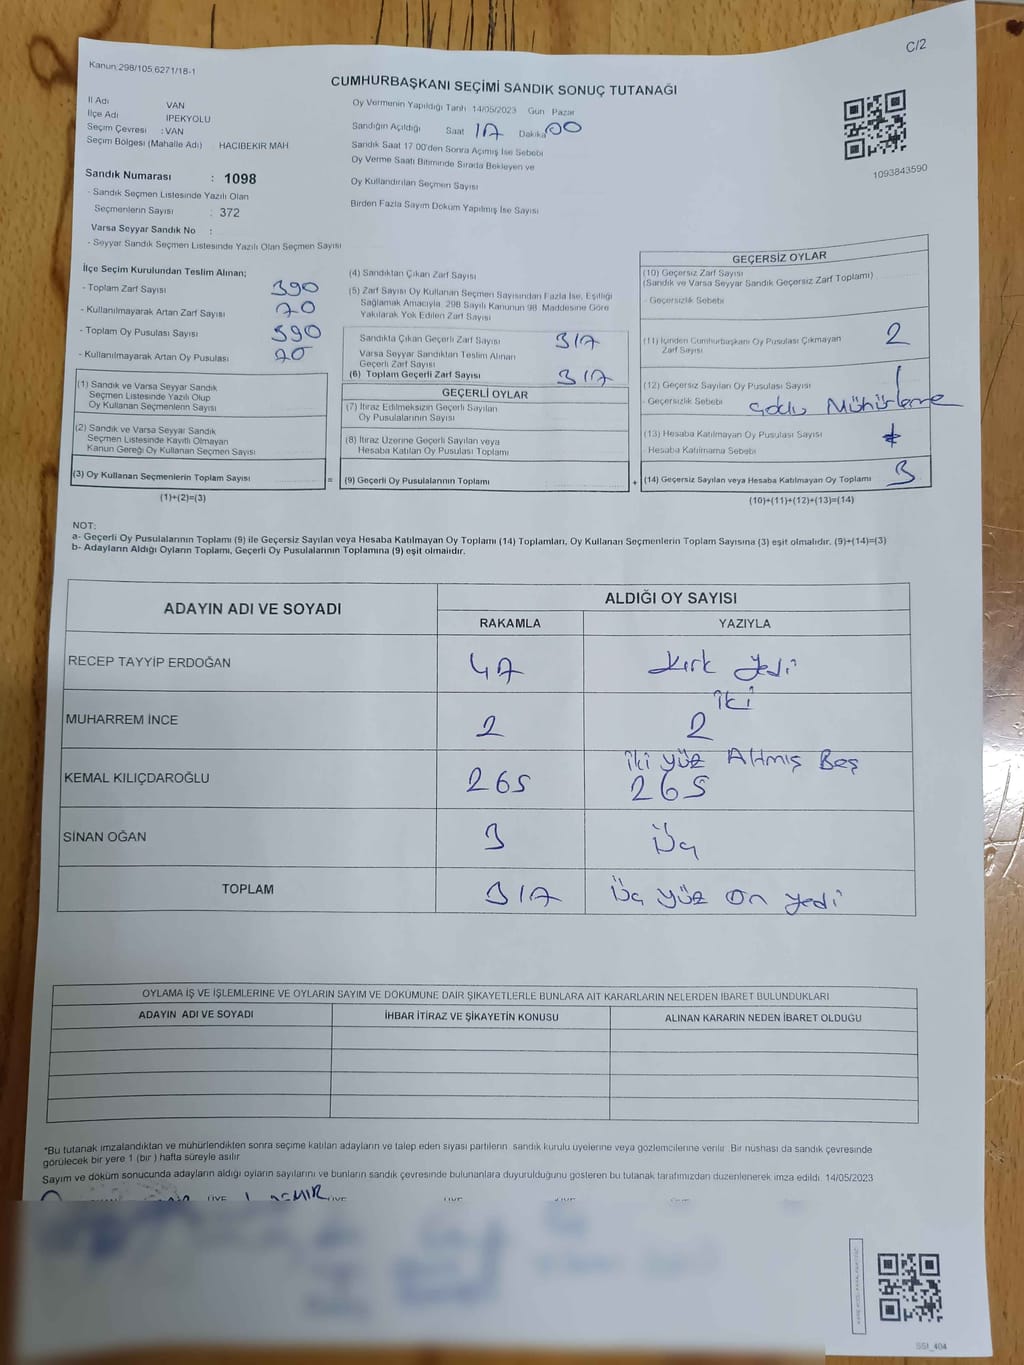 C/2
Kanun:298/105,6271/18-1
CUMHURBAŞKANI SEÇİMİ SANDIK SONUÇ TUTANAĞI
İl Adı VAN
İlçe Adı İPEKYOLU
Seçim Çevresi : VAN
Seçim Bölgesi (Mahalle Adı) HACIBEKIR MAH
Sandık Numarası : 1098
- Sandık Seçmen Listesinde Yazılı Olan
Seçmenlerin Sayısı : 372
Varsa Seyyar Sandık No :
- Seyyar Sandık Seçmen Listesinde Yazılı Olan Seçmen Sayısı
Oy Vermenin Yapıldığı Tarih 14/05/2023 Gün Pazar
Sandığın Açıldığı Saat 17 Dakika 00
Sandık Saat 17:00'den Sonra Açılmış İse Sebebi
Oy Verme Saati Bitiminde Sırada Bekleyen ve
Oy Kullandırılan Seçmen Sayısı
Birden Fazla Sayım Döküm Yapılmış İse Sayısı
1093843590
İlçe Seçim Kurulundan Teslim Alınan;
- Toplam Zarf Sayısı 390
- Kullanılmayarak Artan Zarf Sayısı 70
- Toplam Oy Pusulası Sayısı 390
- Kullanılmayarak Artan Oy Pusulası 70
(1) Sandık ve Varsa Seyyar Sandık
Seçmen Listesinde Yazılı Olup
Oy Kullanan Seçmenlerin Sayısı
(2) Sandık ve Varsa Seyyar Sandık
Seçmen Listesinde Kayıtlı Olmayan
Kanun Gereği Oy Kullanan Seçmen Sayısı
(3) Oy Kullanan Seçmenlerin Toplam Sayısı
(1)+(2)=(3)
(4) Sandıktan Çıkan Zarf Sayısı
(5) Zarf Sayısı Oy Kullanan Seçmen Sayısından Fazla İse, Eşitliği
Sağlamak Amacıyla, 298 Sayılı Kanunun 98. Maddesine Göre
Yakılarak Yok Edilen Zarf Sayısı
Sandıkta Çıkan Geçerli Zarf Sayısı 317
Varsa Seyyar Sandıktan Teslim Alınan
Geçerli Zarf Sayısı
(6) Toplam Geçerli Zarf Sayısı 317
GEÇERLİ OYLAR
(7) İtiraz Edilmeksizin Geçerli Sayılan
Oy Pusulalarının Sayısı
(8) İtiraz Üzerine Geçerli Sayılan veya
Hesaba Katılan Oy Pusulası Toplamı
= (9) Geçerli Oy Pusulalarının Toplamı +
GEÇERSİZ OYLAR
(10) Geçersiz Zarf Sayısı
(Sandık ve Varsa Seyyar Sandık Geçersiz Zarf Toplamı)
- Geçersizlik Sebebi
(11) İçinden Cumhurbaşkanı Oy Pusulası Çıkmayan
Zarf Sayısı 2
(12) Geçersiz Sayılan Oy Pusulası Sayısı 1
- Geçersizlik Sebebi Çoklu Mühürleme
(13) Hesaba Katılmayan Oy Pusulası Sayısı
- Hesaba Katılmama Sebebi
(14) Geçersiz Sayılan veya Hesaba Katılmayan Oy Toplamı 3
(10)+(11)+(12)+(13)=(14)
NOT:
a- Geçerli Oy Pusulalarının Toplamı (9) ile Geçersiz Sayılan veya Hesaba Katılmayan Oy Toplamı (14) Toplamları, Oy Kullanan Seçmenlerin Toplam Sayısına (3) eşit olmalıdır. (9)+(14)=(3)
b- Adayların Aldığı Oyların Toplamı, Geçerli Oy Pusulalarının Toplamına (9) eşit olmalıdır.
ADAYIN ADI VE SOYADI ALDIĞI OY SAYISI
RAKAMLA YAZIYLA
RECEP TAYYİP ERDOĞAN 47 kırk yedi
MUHARREM İNCE 2 iki 2
KEMAL KILIÇDAROĞLU 265 iki yüz Altmış Beş 265
SİNAN OĞAN 3 Üç
TOPLAM 317 Üç yüz on yedi
OYLAMA İŞ VE İŞLEMLERİNE VE OYLARIN SAYIM VE DÖKÜMÜNE DAİR ŞİKAYETLERLE BUNLARA AİT KARARLARIN NELERDEN İBARET BULUNDUKLARI
ADAYIN ADI VE SOYADI İHBAR İTİRAZ VE ŞİKAYETİN KONUSU ALINAN KARARIN NEDEN İBARET OLDUĞU
*Bu tutanak imzalandıktan ve mühürlendikten sonra seçime katılan adayların ve talep eden siyasi partilerin sandık kurulu üyelerine veya gözlemcilerine verilir. Bir nüshası da sandık çevresinde
görülecek bir yere 1 (bir) hafta süreyle asılır
Sayım ve döküm sonucunda adayların aldığı oyların sayılarını ve bunların sandık çevresinde bulunanlara duyurulduğunu gösteren bu tutanak tarafımızdan düzenlenerek imza edildi. 14/05/2023
SSI_404